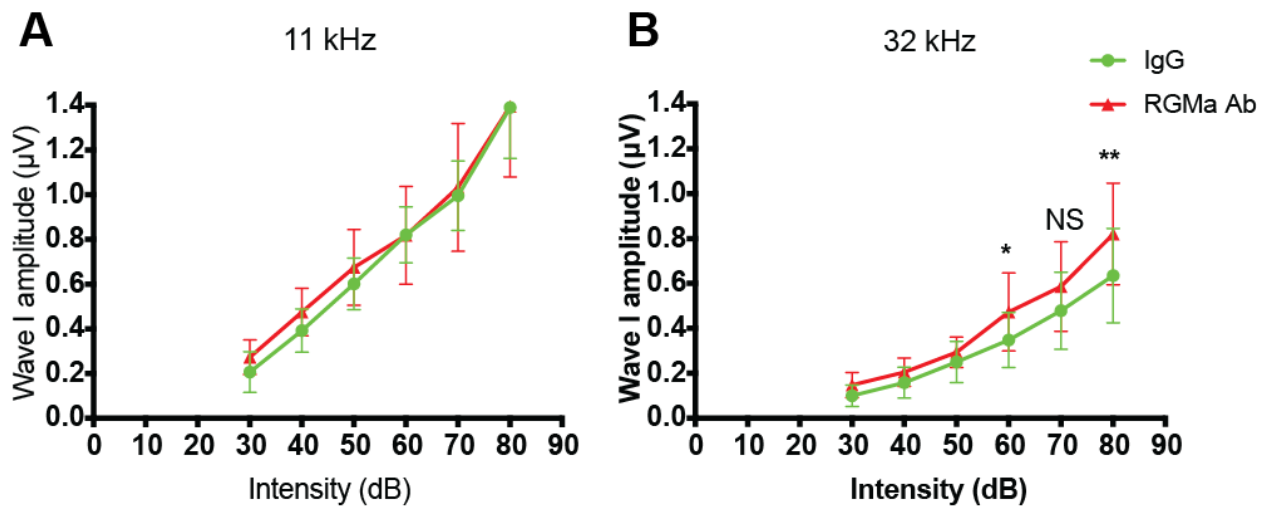 A
11 kHz
B
32 kHz
IgG
RGMa Ab
Wave I amplitude (µV)
1.4
1.2
1.0
0.8
0.6
0.4
0.2
0.0
0 10 20 30 40 50 60 70 80 90
Intensity (dB)
Wave I amplitude (µV)
1.4
1.2
1.0
0.8
0.6
0.4
0.2
0.0
*
NS
**
0 10 20 30 40 50 60 70 80 90
Intensity (dB)